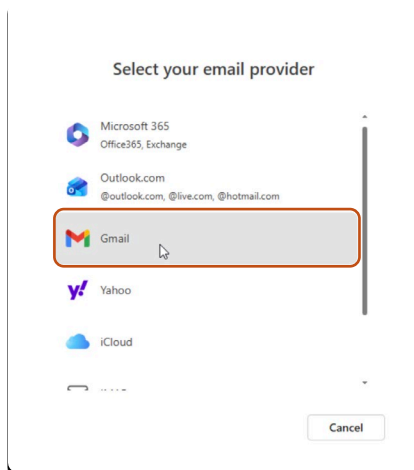 Select your email provider
Microsoft 365
Office365, Exchange
Outlook.com
@outlook.com, @live.com, @hotmail.com
Gmail
Yahoo
iCloud
Cancel